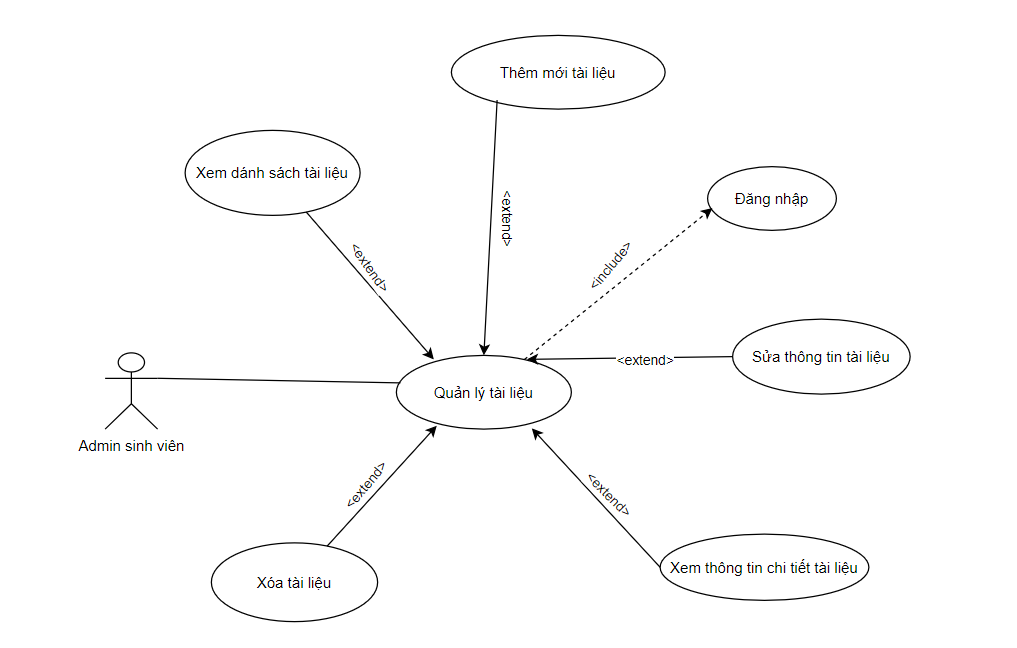 Thêm mới tài liệu
Xem dánh sách tài liệu
<extend>
Đăng nhập
<extend>
<include>
Sửa thông tin tài liệu
<extend>
Quản lý tài liệu
Admin sinh viên
<extend>
<extend>
Xem thông tin chi tiết tài liệu
Xóa tài liệu